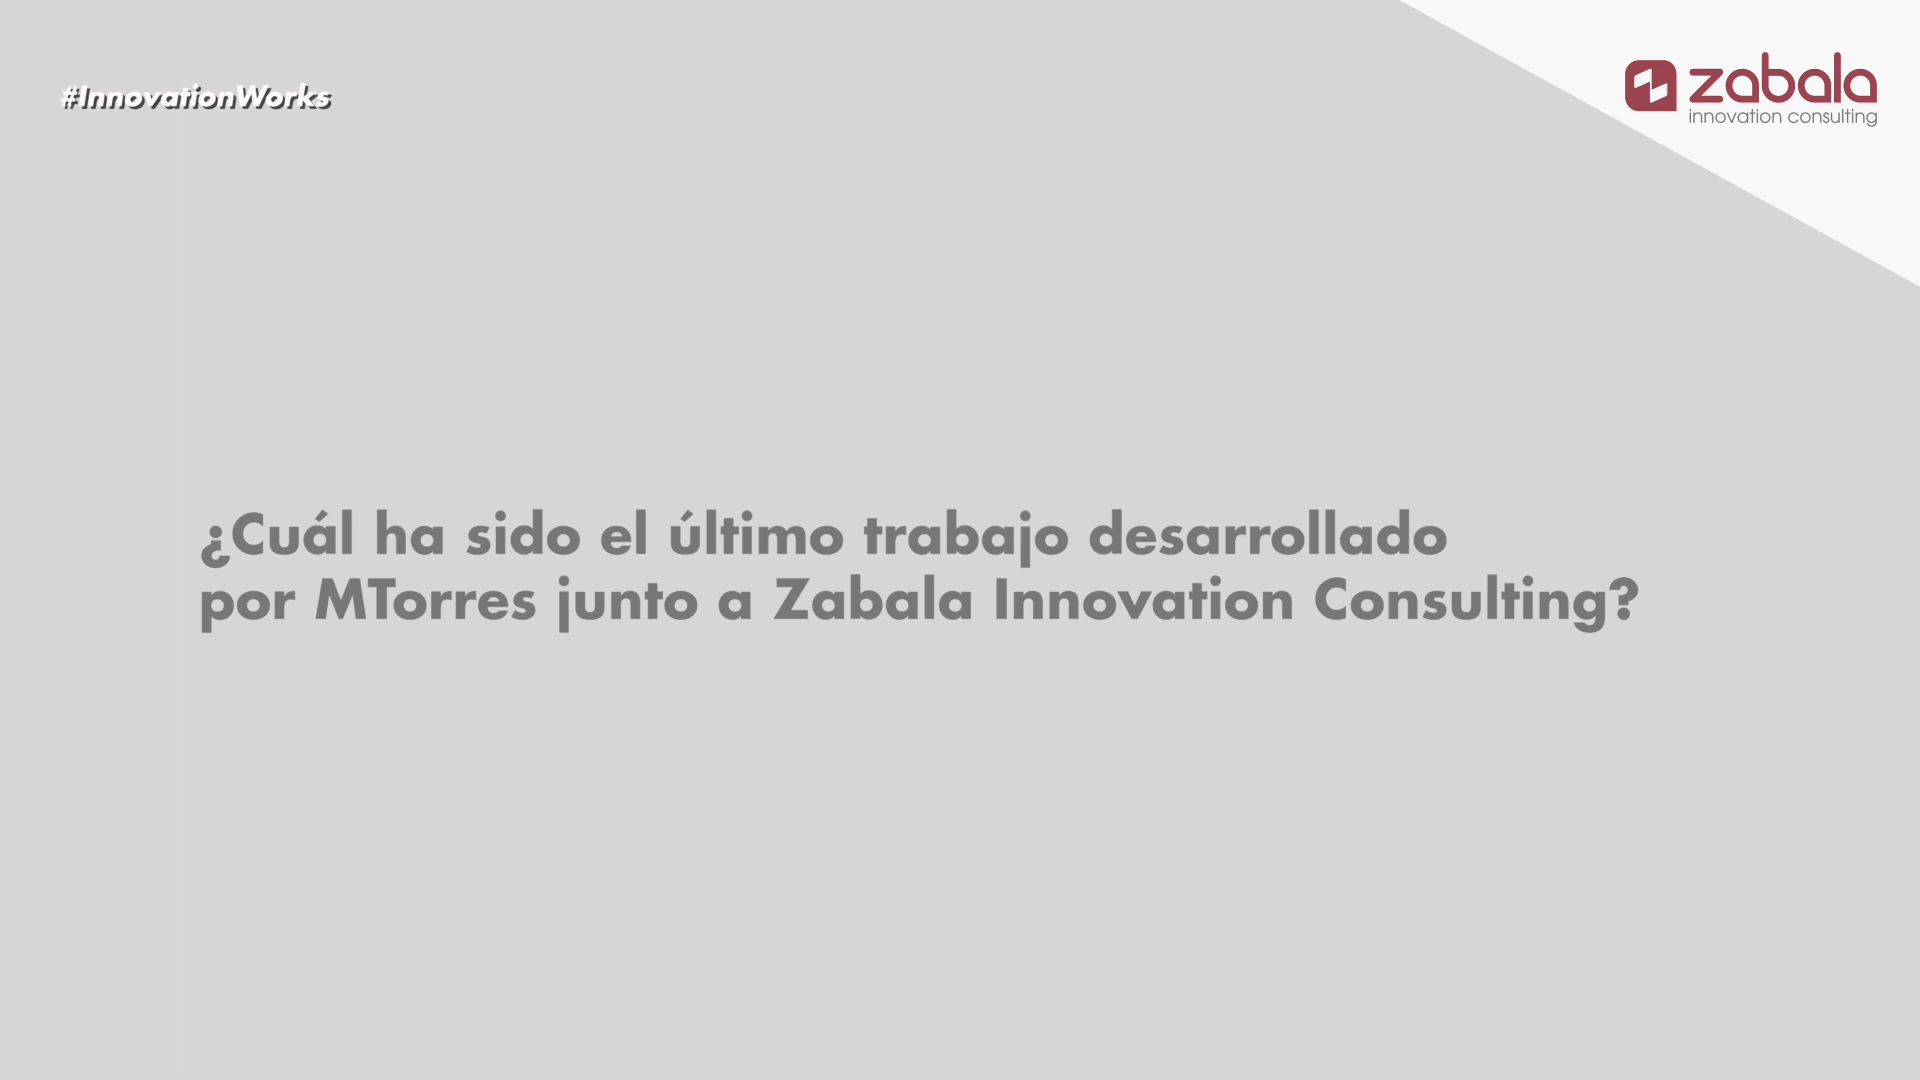 #InnovationWorks
zabala
innovation consulting
¿Cuál ha sido el último trabajo desarrollado
por MTorres junto a Zabala Innovation Consulting?